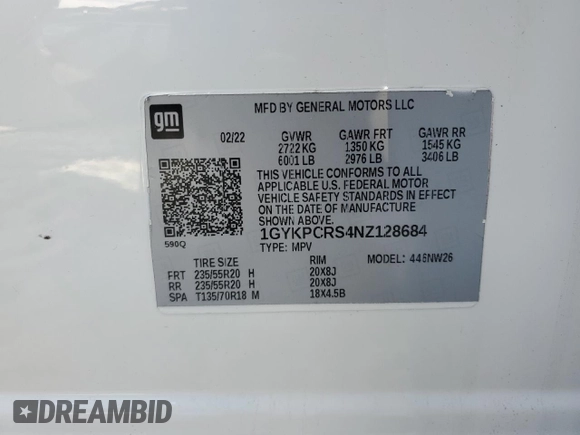 gm
MFD BY GENERAL MOTORS LLC
02/22 GVWR GAWR FRT GAWR RR
2722 KG 1350 KG 1545 KG
6001 LB 2976 LB 3406 LB
THIS VEHICLE CONFORMS TO ALL
APPLICABLE U.S. FEDERAL MOTOR
VEHICLE SAFETY STANDARDS IN EFFECT
ON THE DATE OF MANUFACTURE
SHOWN ABOVE.
1GYKPCRS4NZ128684
590Q TYPE: MPV MODEL: 446NW26
TIRE SIZE RIM
FRT 235/55R20 H 20X8J
RR 235/55R20 H 20X8J
SPA T135/70R18 M 18X4.5B
DREAMBID